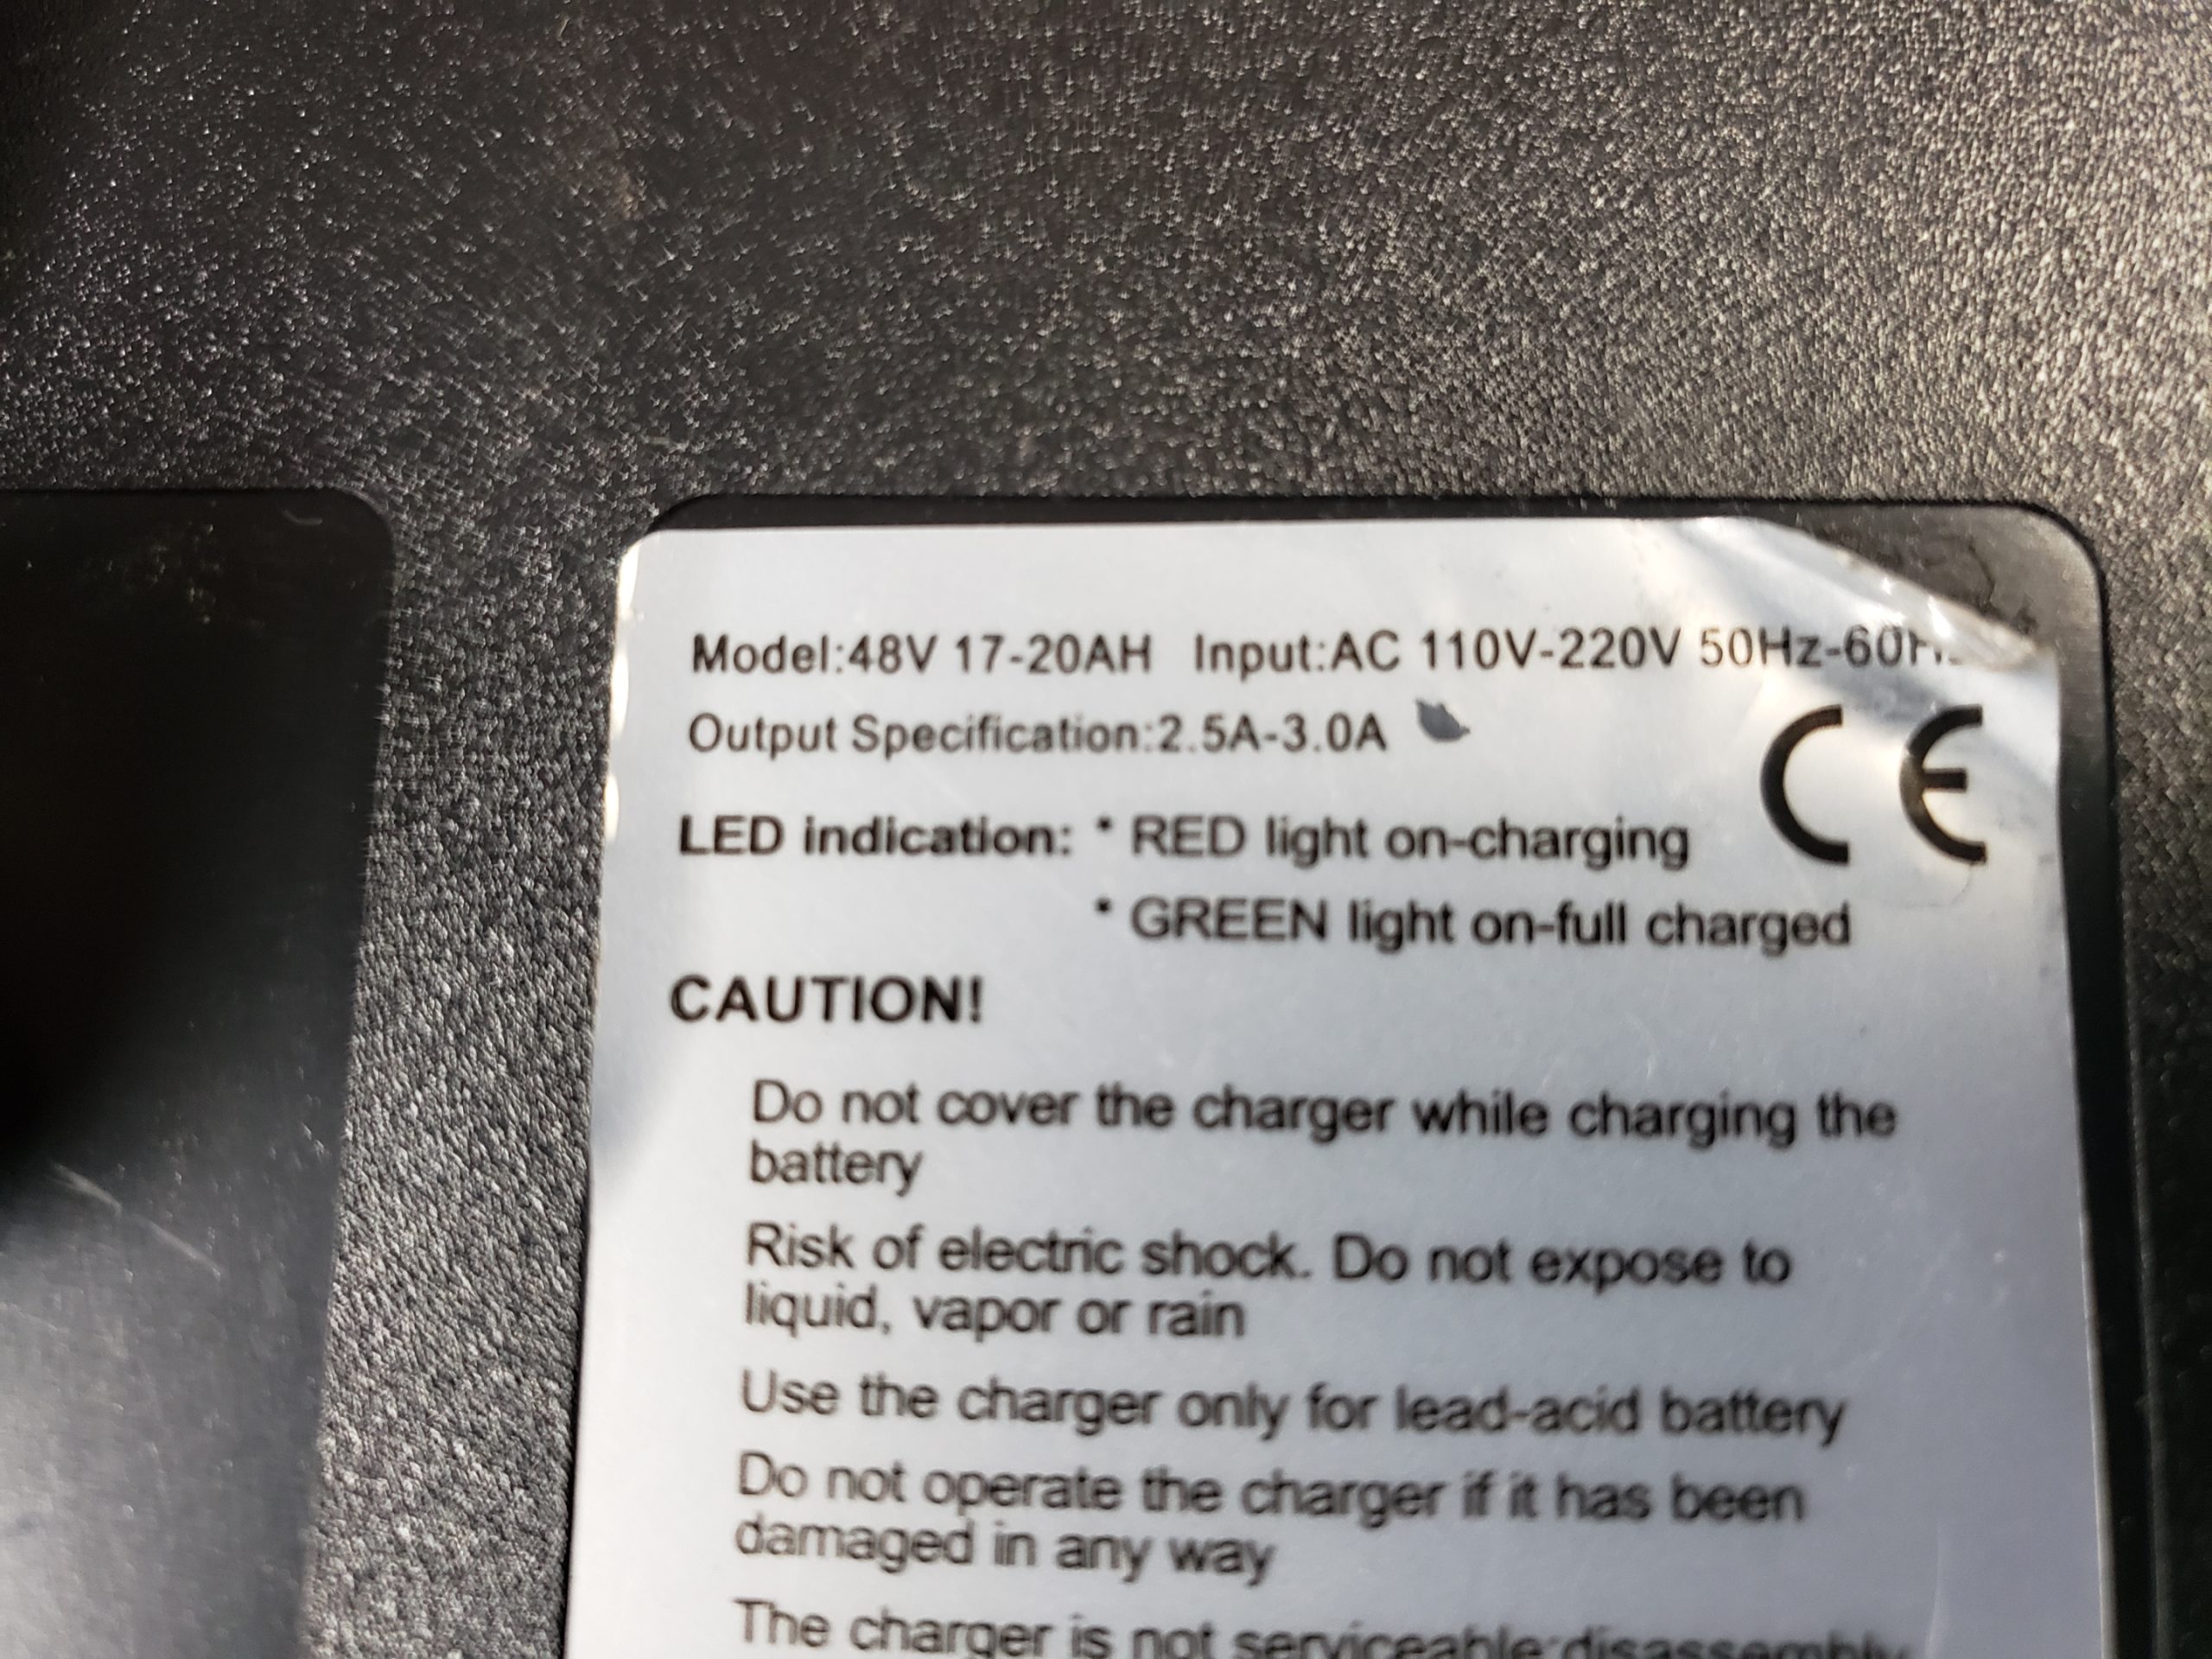 Model:48V 17-20AH Input:AC 110V-220V 50Hz-60H
Output Specification:2.5A-3.0A
CE
LED indication: * RED light on-charging
* GREEN light on-full charged
CAUTION!
Do not cover the charger while charging the
battery
Risk of electric shock. Do not expose to
liquid, vapor or rain
Use the charger only for lead-acid battery
Do not operate the charger if it has been
damaged in any way
The charger is not serviceable;disassembly